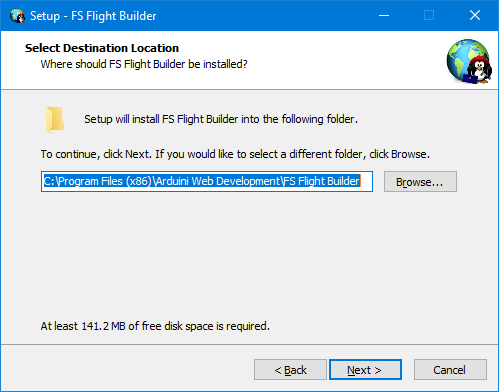 Setup - FS Flight Builder
Select Destination Location
Where should FS Flight Builder be installed?
Setup will install FS Flight Builder into the following folder.
To continue, click Next. If you would like to select a different folder, click Browse.
C:\Program Files (x86)\Arduini Web Development\FS Flight Builder
Browse...
At least 141.2 MB of free disk space is required.
< Back
Next >
Cancel